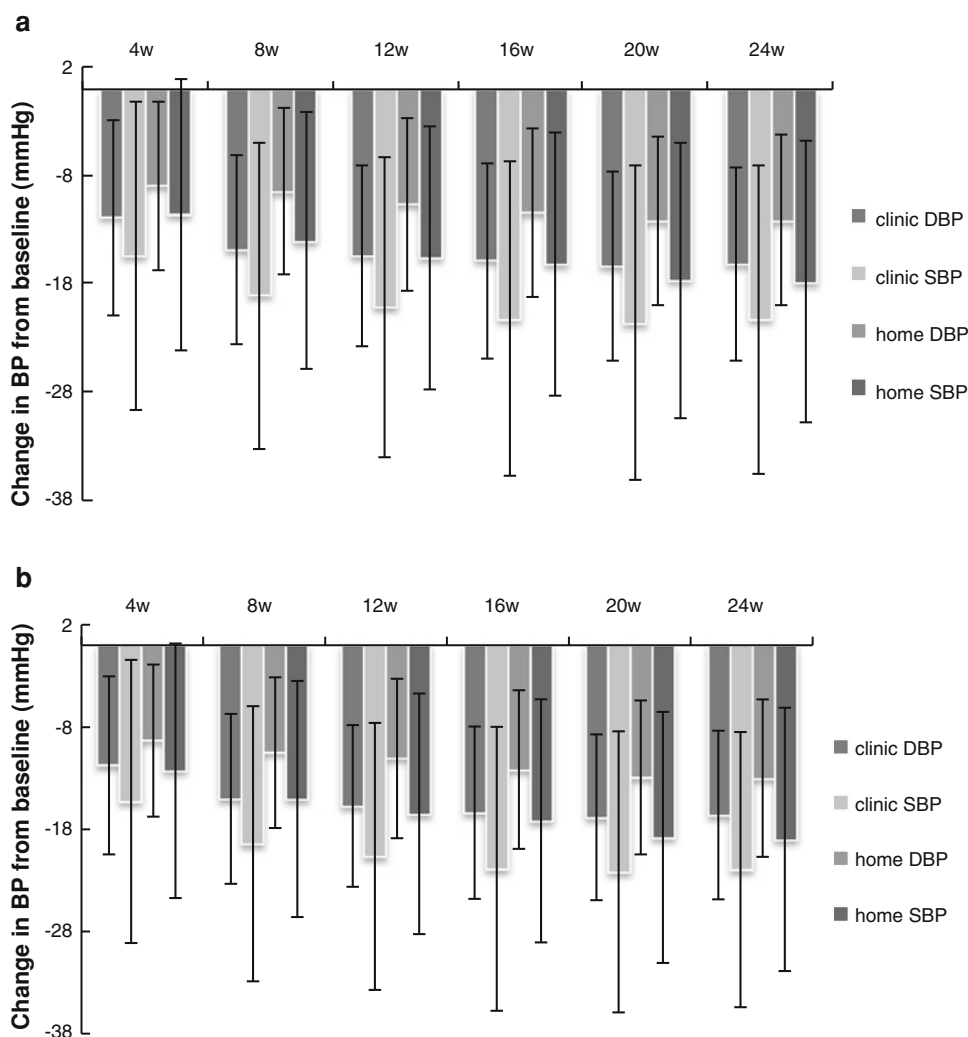 a
4w 8w 12w 16w 20w 24w
2
-8
-18
-28
-38
Change in BP from baseline (mmHg)
clinic DBP
clinic SBP
home DBP
home SBP
b
4w 8w 12w 16w 20w 24w
2
-8
-18
-28
-38
Change in BP from baseline (mmHg)
clinic DBP
clinic SBP
home DBP
home SBP